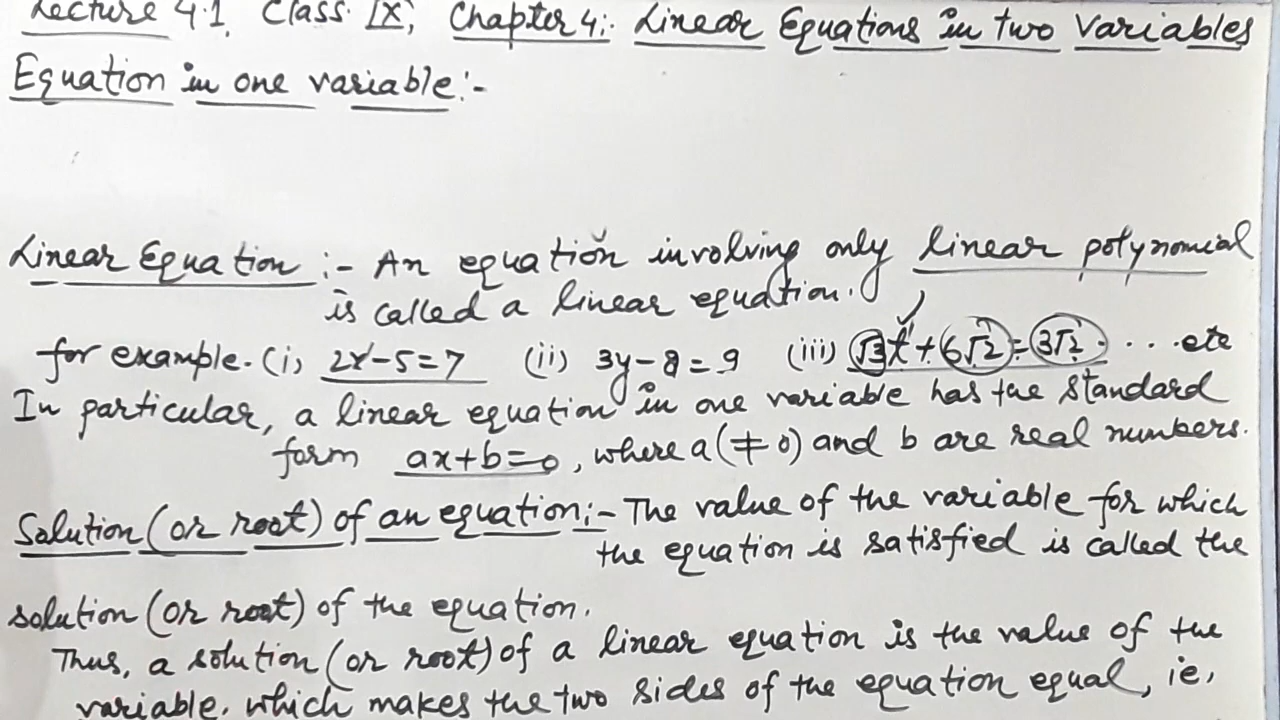 Lecture 4.1, Class IX, Chapter 4:- Linear Equations in two Variables
Equation in one variable:-
Linear Equation :- An equation involving only linear polynomial
is called a linear equation.
for example. (i) 2x-5=7 (ii) 3y-8=9 (iii) √3t+6√2=3√2. ...etc
In particular, a linear equation in one variable has the standard
form ax+b=0, where a(≠0) and b are real numbers.
Solution (or root) of an equation:- The value of the variable for which
the equation is satisfied is called the
solution (or root) of the equation.
Thus, a solution (or root) of a linear equation is the value of the
variable, which makes the two sides of the equation equal, ie,